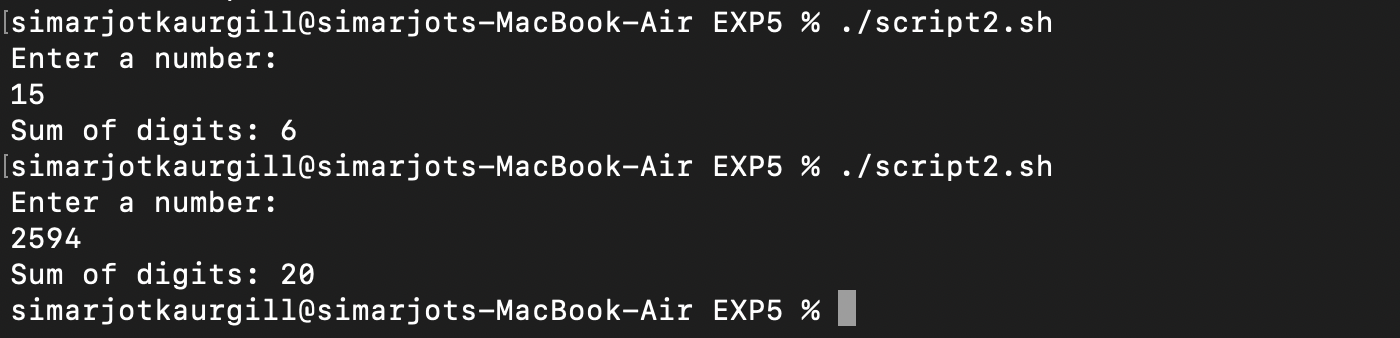 [simarjotkaurgill@simarjots-MacBook-Air EXP5 % ./script2.sh
Enter a number:
15
Sum of digits: 6
[simarjotkaurgill@simarjots-MacBook-Air EXP5 % ./script2.sh
Enter a number:
2594
Sum of digits: 20
simarjotkaurgill@simarjots-MacBook-Air EXP5 %